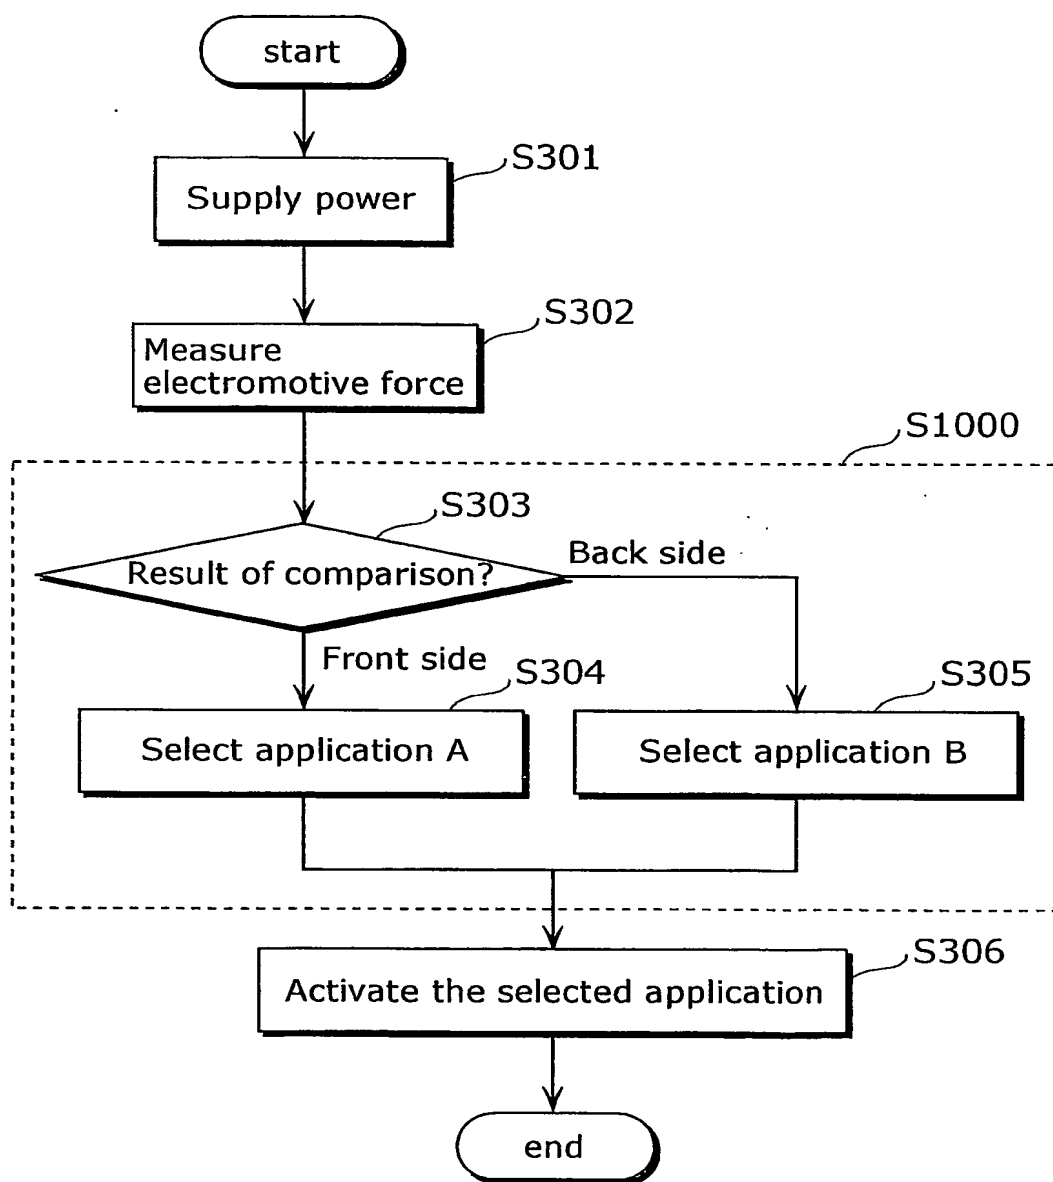 start
S301
Supply power
S302
Measure
electromotive force
S1000
S303
Back side
Result of comparison?
Front side
S304
S305
Select application A
Select application B
S306
Activate the selected application
end